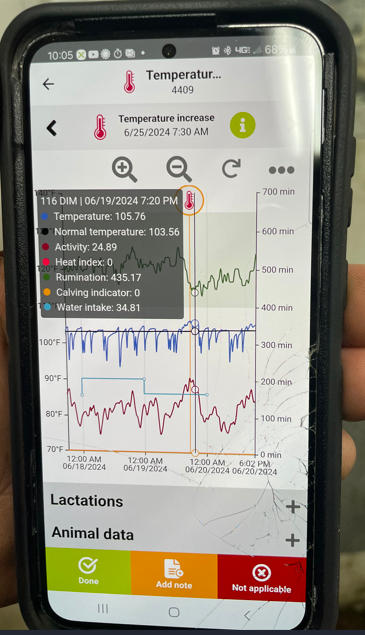 10:05
4G
68%
Temperatur...
4409
Temperature increase
6/25/2024 7:30 AM
i
700 min
116 DIM | 06/19/2024 7:20 PM
Temperature: 105.76
Normal temperature: 103.56
Activity: 24.89
Heat index: 0
Rumination: 435.17
Calving indicator: 0
Water intake: 34.81
600 min
500 min
400 min
100°F
300 min
90°F
200 min
80°F
100 min
70°F
0 min
12:00 AM
06/18/2024
12:00 AM
06/19/2024
12:00 AM
06/20/2024
6:02 PM
06/20/2024
Lactations
Animal data
Done
Add note
Not applicable